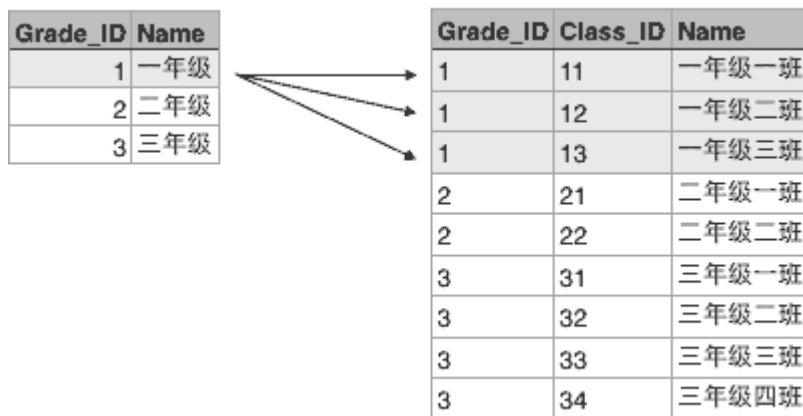 Grade_ID Name
1 一年级
2 二年级
3 三年级
Grade_ID Class_ID Name
1 11 一年级一班
1 12 一年级二班
1 13 一年级三班
2 21 二年级一班
2 22 二年级二班
3 31 三年级一班
3 32 三年级二班
3 33 三年级三班
3 34 三年级四班